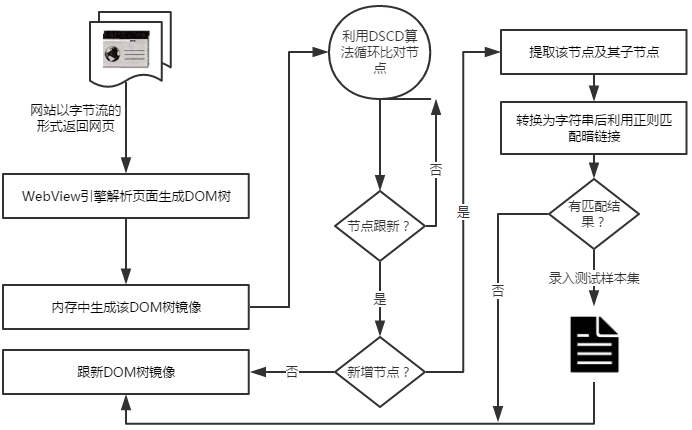 网站以字节流的
形式返回网页
WebView引擎解析页面生成DOM树
内存中生成该DOM树镜像
跟新DOM树镜像
利用DSCD算
法循环比对节
点
节点跟新？
否
是
新增节点？
否
是
提取该节点及其子节点
转换为字符串后利用正则匹
配暗链接
有匹配结
果？
否
录入测试样本集